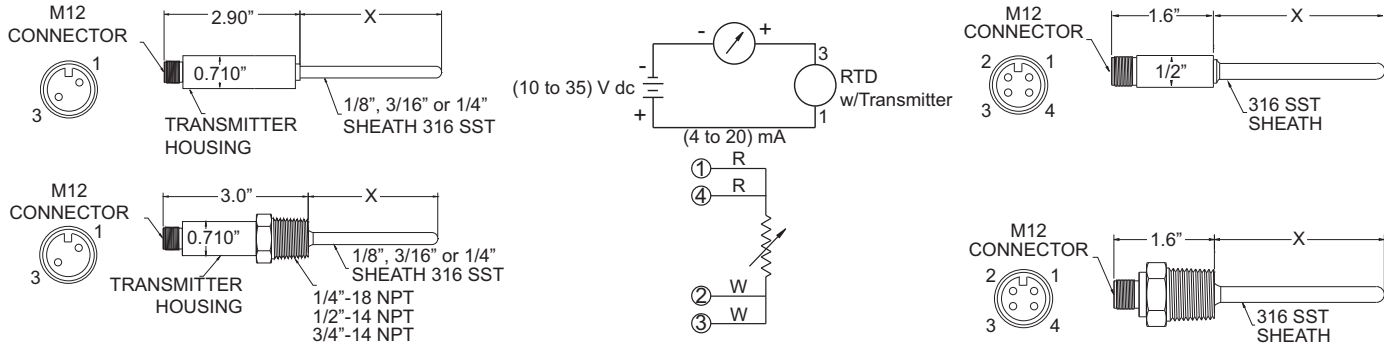 M12
CONNECTOR
2.90”
X
1
3
0.710”
TRANSMITTER
HOUSING
1/8”, 3/16” or 1/4”
SHEATH 316 SST
M12
CONNECTOR
3.0”
X
1
3
0.710”
TRANSMITTER
HOUSING
1/8”, 3/16” or 1/4”
SHEATH 316 SST
1/4”-18 NPT
1/2”-14 NPT
3/4”-14 NPT
-
+
3
-
(10 to 35) V dc
+
RTD
w/Transmitter
1
(4 to 20) mA
1 R
4 R
2 W
3 W
M12
CONNECTOR
1.6”
X
2 1
3 4
1/2”
316 SST
SHEATH
M12
CONNECTOR
1.6”
X
2 1
3 4
316 SST
SHEATH